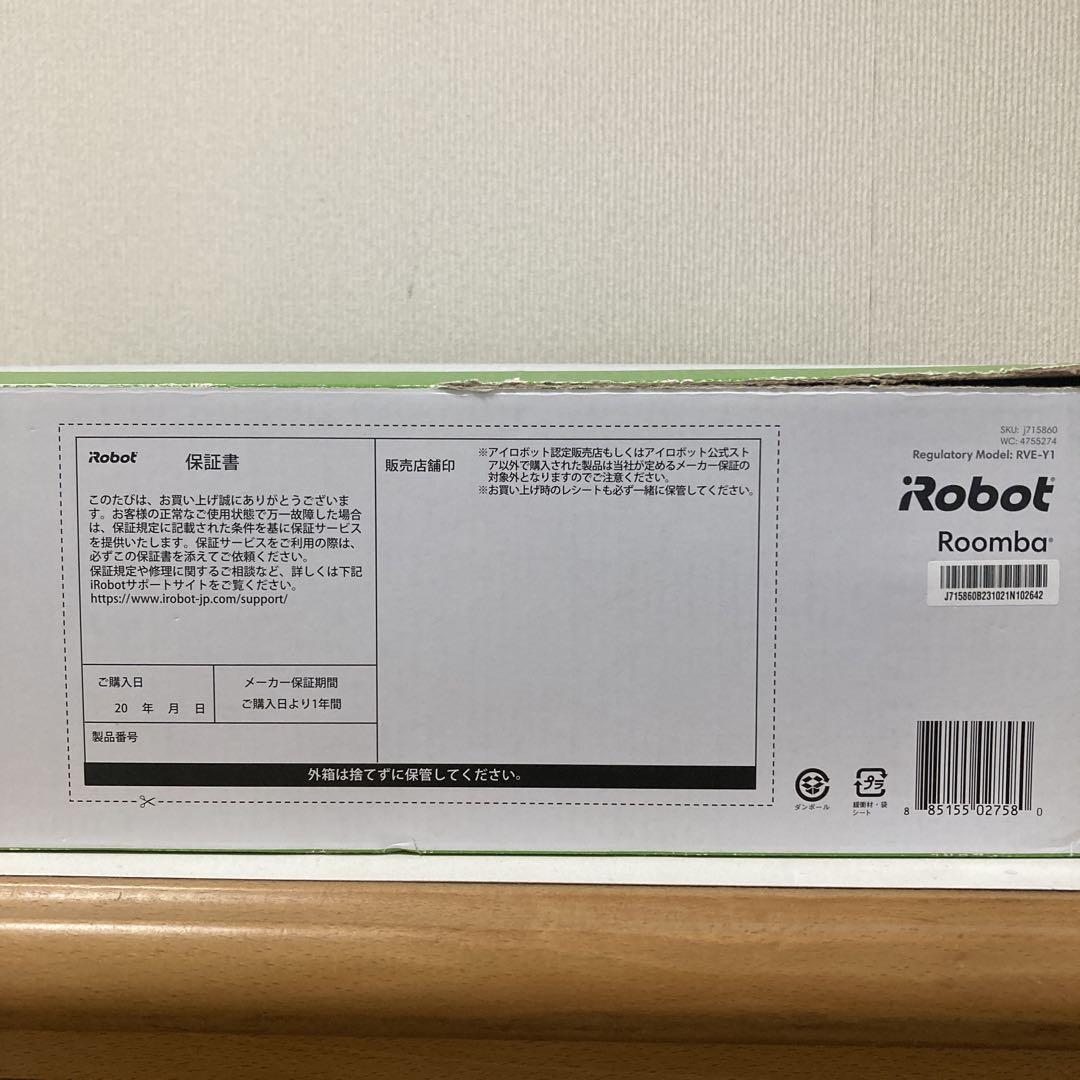 iRobot 保証書
このたびは、お買い上げ誠にありがとうございま
す。お客様の正常なご使用状態で万一故障した場合
は、保証規定に記載された条件を基に保証サービス
を提供いたします。保証サービスをご利用の際は、
必ずこの保証書を添えてご依頼ください。
保証規定や修理に関するご相談など、詳しくは下記
iRobotサポートサイトをご覧ください。
https://www.irobot-jp.com/support/
ご購入日
20 年 月 日
メーカー保証期間
ご購入日より1年間
製品番号
販売店舗印
※アイロボット認定販売店もしくはアイロボット公式スト
ア以外で購入された製品は当社が定めるメーカー保証の
対象外となりますのでご注意ください。
※お買い上げ時のレシートも必ず一緒に保管してください。
外箱は捨てずに保管してください。
SKU: j715860
WC: 4755274
Regulatory Model: RVE-Y1
iRobot®
Roomba®
J715860B231021N102642
ダンボール
プラ
緩衝材・袋
シート
8 85155 02758 0